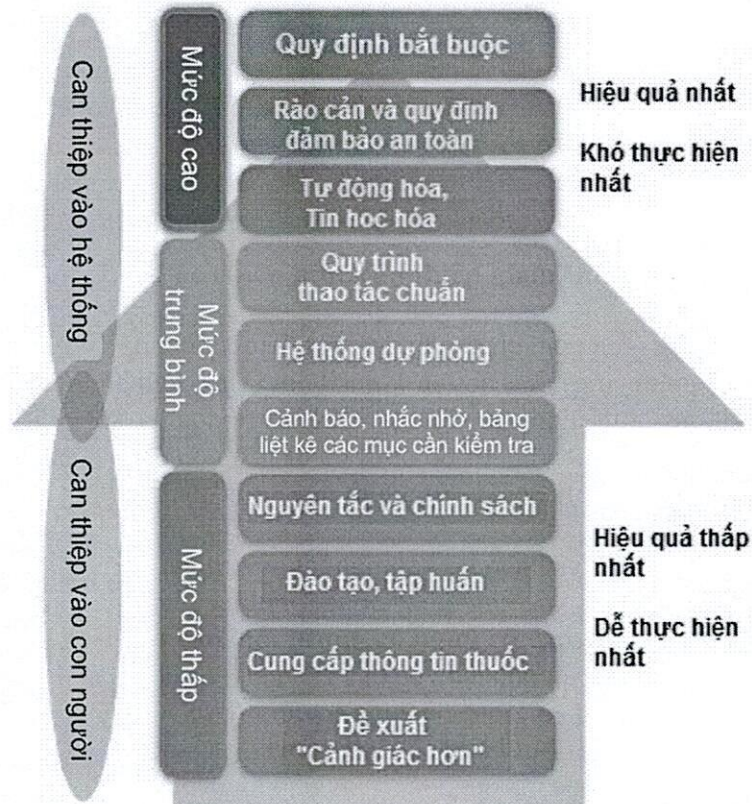 Can thiệp vào hệ thống
Can thiệp vào con người
Mức độ cao
Mức độ
trung bình
Mức độ thấp
Quy định bắt buộc
Rào cản và quy định
đảm bảo an toàn
Tự động hóa,
Tin học hóa
Quy trình
thao tác chuẩn
Hệ thống dự phòng
Cảnh báo, nhắc nhở, bảng
liệt kê các mục cần kiểm tra
Nguyên tắc và chính sách
Đào tạo, tập huấn
Cung cấp thông tin thuốc
Đề xuất
"Cảnh giác hơn"
Hiệu quả nhất
Khó thực hiện
nhất
Hiệu quả thấp
nhất
Dễ thực hiện
nhất